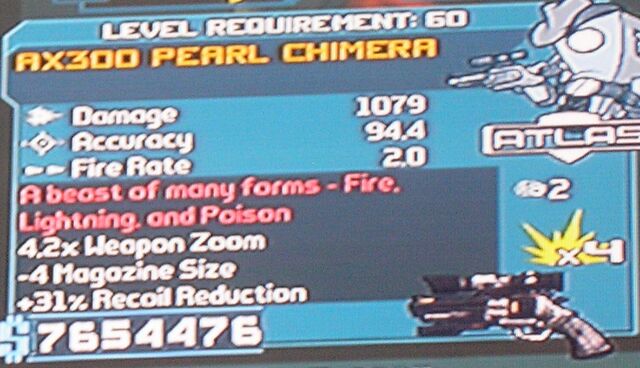 LEVEL REQUIREMENT: 60
AX300 PEARL CHIMERA
Damage 1079
Accuracy 94.4
Fire Rate 2.0
ATLAS
A beast of many forms - Fire,
Lightning, and Poison
2
4.2x Weapon Zoom
x4
-4 Magazine Size
+31% Recoil Reduction
$7654476